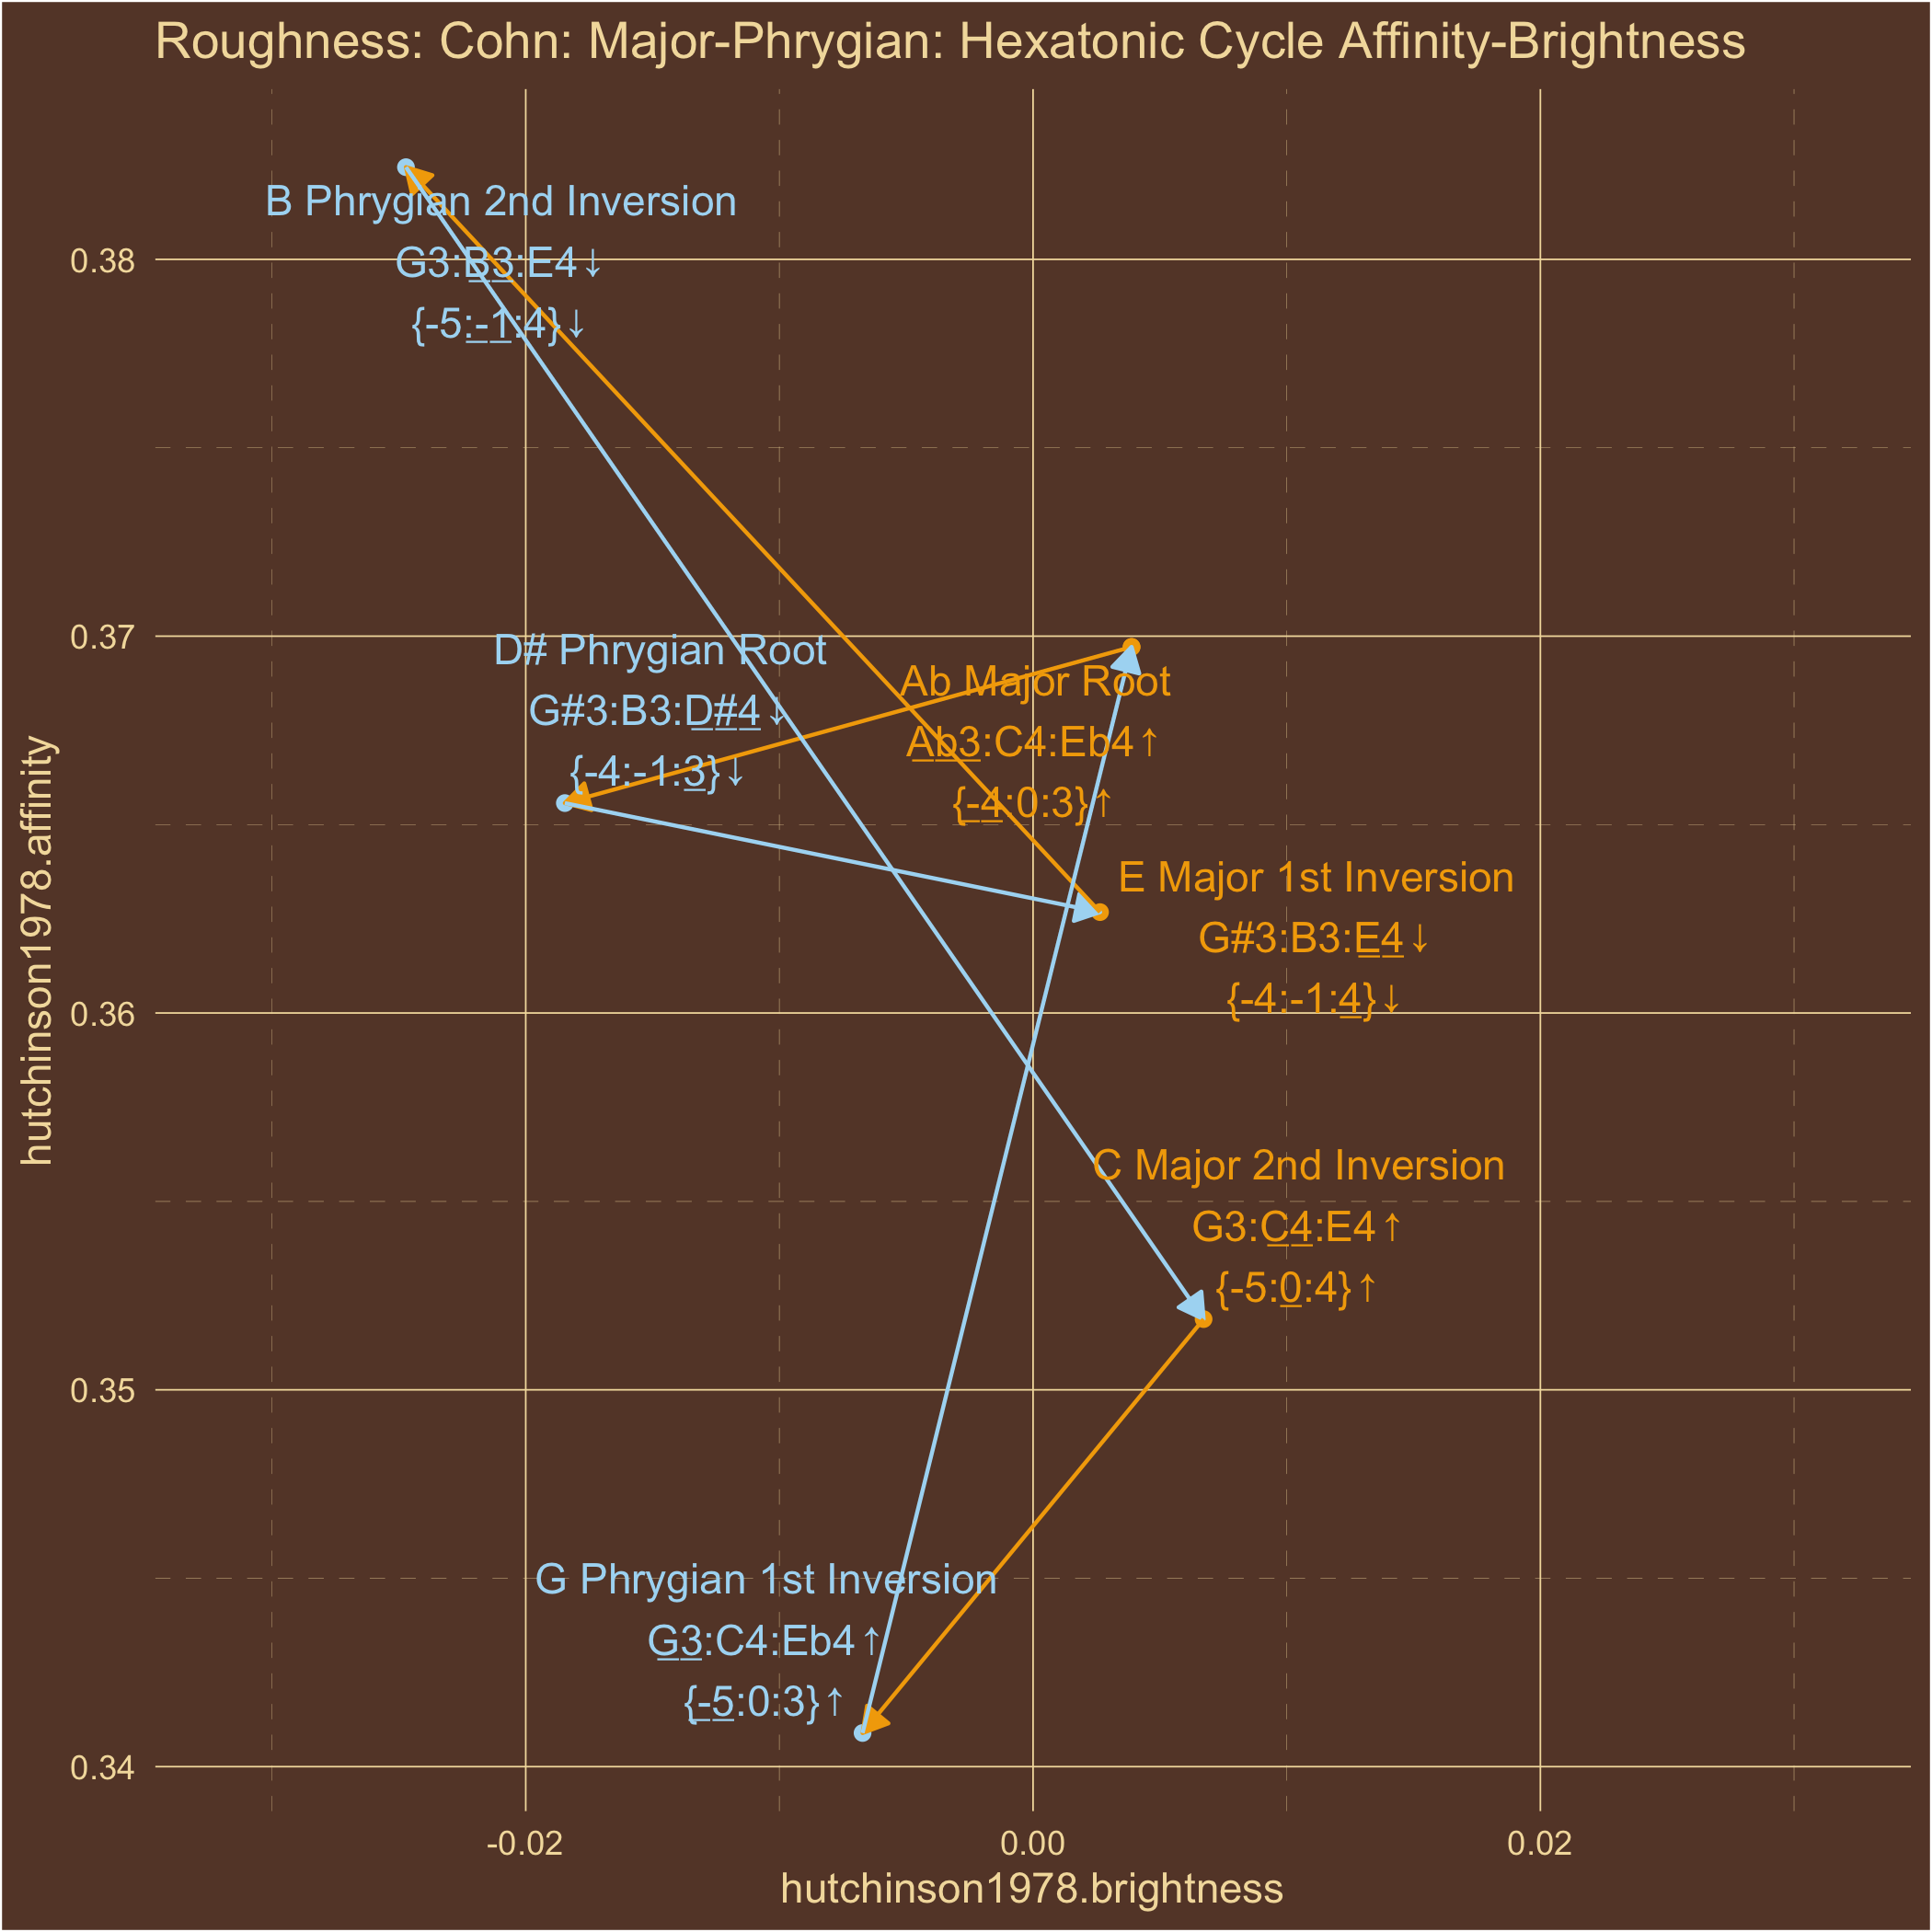 Roughness: Cohn: Major-Phrygian: Hexatonic Cycle Affinity-Brightness
hutchinson1978.affinity
0.38
0.37
0.36
0.35
0.34
B Phrygian 2nd Inversion
G3:B3:E4↓
{-5:-1:4}↓
D# Phrygian Root
G#3:B3:D#4↓
{-4:-1:3}↓
Ab Major Root
Ab3:C4:Eb4↑
{-4:0:3}↑
E Major 1st Inversion
G#3:B3:E4↓
{-4:-1:4}↓
C Major 2nd Inversion
G3:C4:E4↑
{-5:0:4}↑
G Phrygian 1st Inversion
G3:C4:Eb4↑
{-5:0:3}↑
-0.02
0.00
0.02
hutchinson1978.brightness